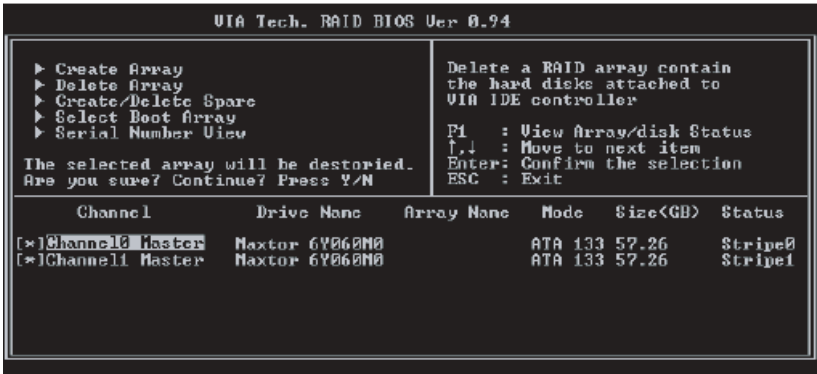 VIA Tech. RAID BIOS Ver 0.94
▶ Create Array
▶ Delete Array
▶ Create/Delete Spare
▶ Select Boot Array
▶ Serial Number View
The selected array will be destoried.
Are you sure? Continue? Press Y/N
Delete a RAID array contain
the hard disks attached to
VIA IDE controller
F1 : View Array/disk Status
↑,↓ : Move to next item
Enter: Confirm the selection
ESC : Exit
Channel Drive Name Array Name Mode Size<GB> Status
[*]Channel0 Master Maxtor 6Y060M0 ATA 133 57.26 Stripe0
[*]Channel1 Master Maxtor 6Y060M0 ATA 133 57.26 Stripe1